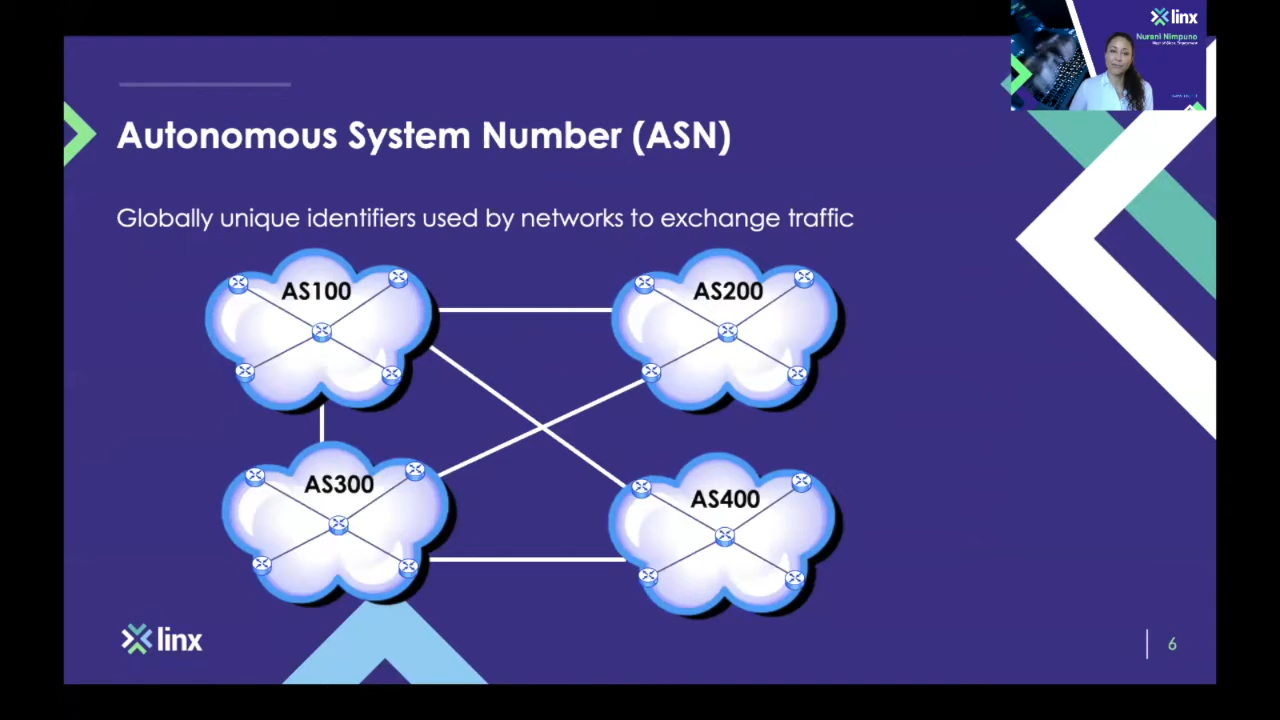 linx
Nurani Nimpuno
Autonomous System Number (ASN)
Globally unique identifiers used by networks to exchange traffic
AS100
AS200
AS300
AS400
linx
6